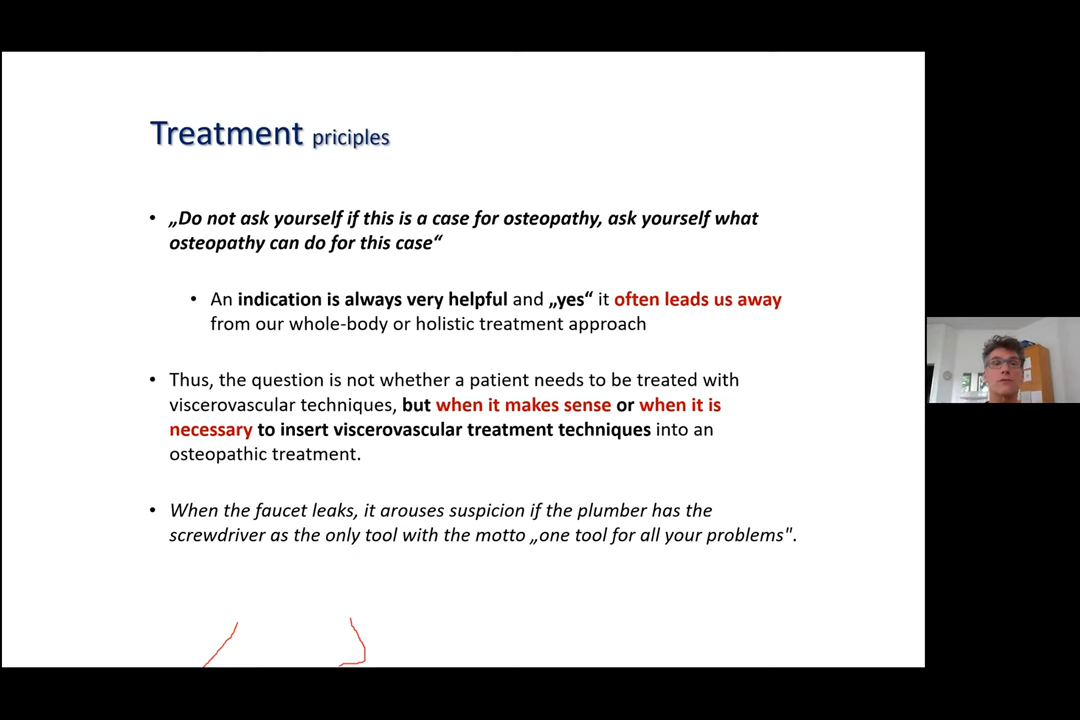 Treatment priciples
• „Do not ask yourself if this is a case for osteopathy, ask yourself what
osteopathy can do for this case“
• An indication is always very helpful and „yes“ it often leads us away
from our whole-body or holistic treatment approach
• Thus, the question is not whether a patient needs to be treated with
viscerovascular techniques, but when it makes sense or when it is
necessary to insert viscerovascular treatment techniques into an
osteopathic treatment.
• When the faucet leaks, it arouses suspicion if the plumber has the
screwdriver as the only tool with the motto „one tool for all your problems".